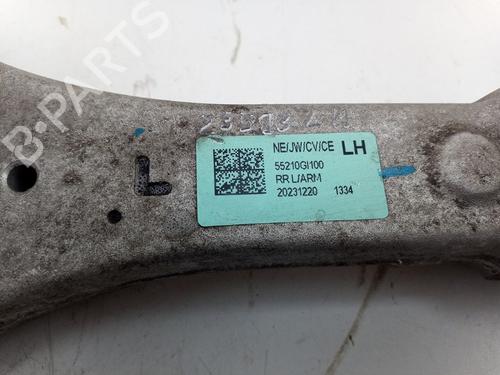 NE/JW/CV/CE LH
55210GI100
RR L/ARM
20231220 1334
L
B-PARTS